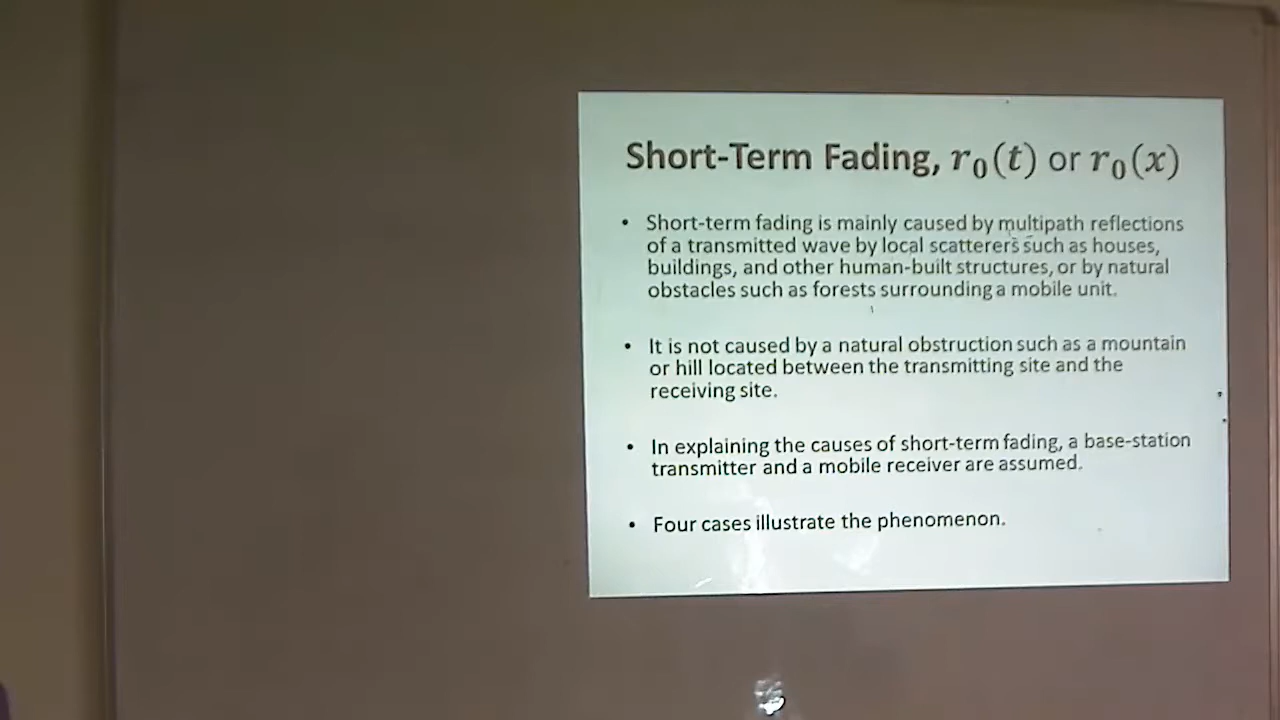 Short-Term Fading, r₀(t) or r₀(x)
• Short-term fading is mainly caused by multipath reflections
of a transmitted wave by local scatterers such as houses,
buildings, and other human-built structures, or by natural
obstacles such as forests surrounding a mobile unit.
• It is not caused by a natural obstruction such as a mountain
or hill located between the transmitting site and the
receiving site.
• In explaining the causes of short-term fading, a base-station
transmitter and a mobile receiver are assumed.
• Four cases illustrate the phenomenon.